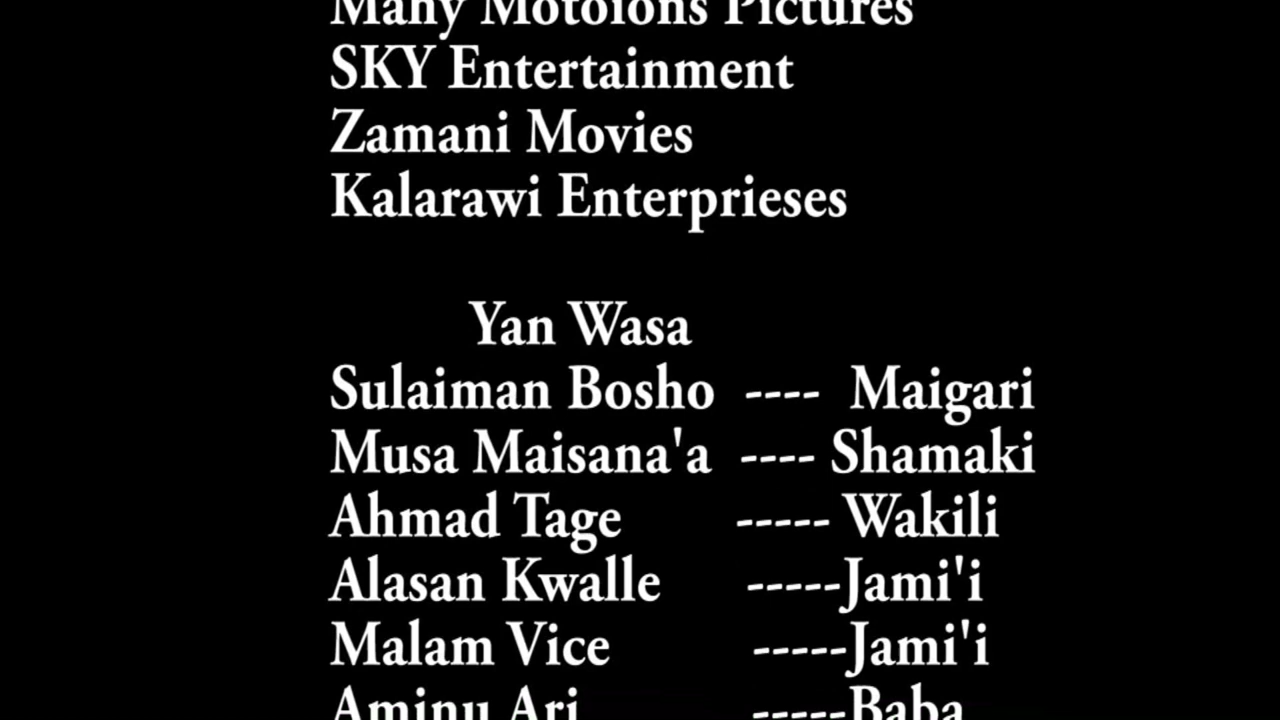 Many Motoions Pictures
SKY Entertainment
Zamani Movies
Kalarawi Enterprieses
Yan Wasa
Sulaiman Bosho ---- Maigari
Musa Maisana'a ---- Shamaki
Ahmad Tage ----- Wakili
Alasan Kwalle -----Jami'i
Malam Vice -----Jami'i
Aminu Ari -----Baba